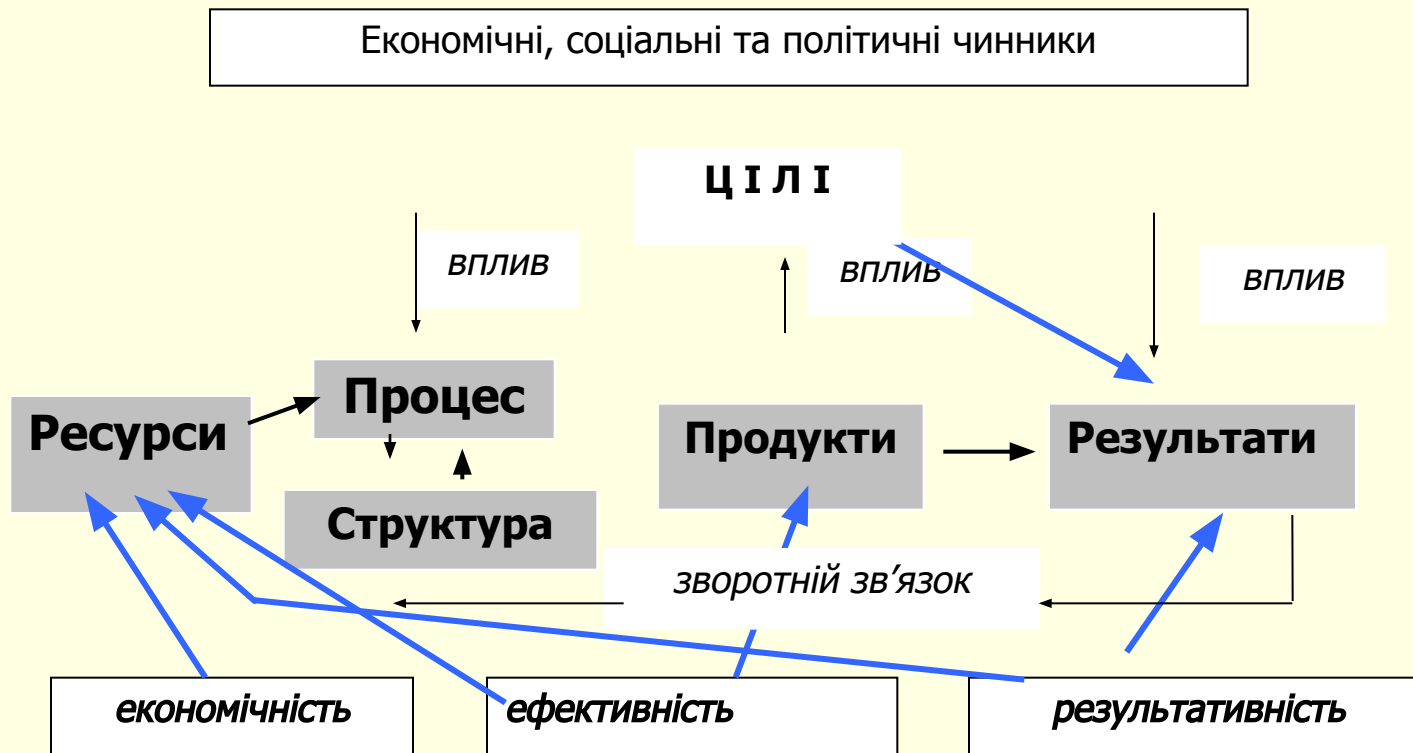 Економічні, соціальні та політичні чинники
Ц І Л І
вплив
вплив
вплив
Процес
Ресурси
Продукти
Результати
Структура
зворотній зв’язок
економічність
ефективність
результативність